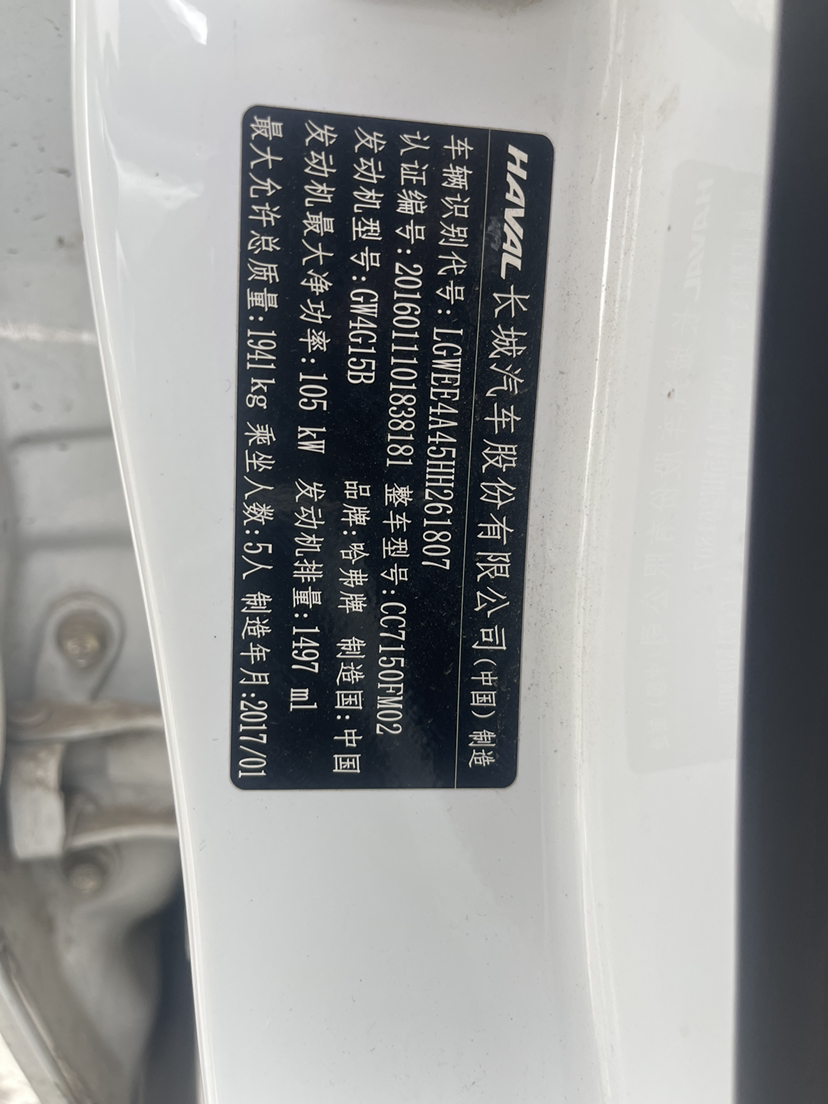 HAVAL 长城汽车股份有限公司(中国)制造
车辆识别代号:LGWEE4A45HH261807
认证编号:2016011101838181 整车型号:CC7150FM02
发动机型号:GW4G15B 品牌:哈弗牌 制造国:中国
发动机最大净功率:105 kW 发动机排量:1497 ml
最大允许总质量:1941kg 乘坐人数:5人 制造年月:2017/01